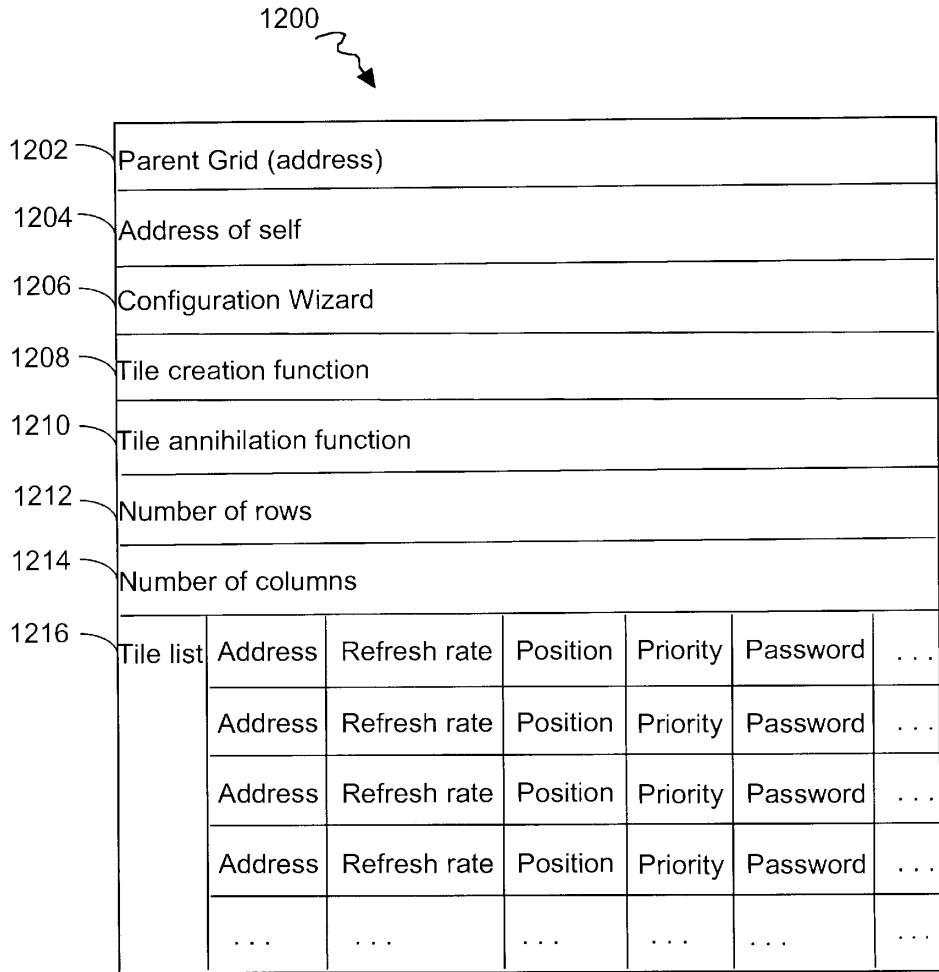 1200
1202 Parent Grid (address)
1204 Address of self
1206 Configuration Wizard
1208 Tile creation function
1210 Tile annihilation function
1212 Number of rows
1214 Number of columns
1216 Tile list Address Refresh rate Position Priority Password . . .
Address Refresh rate Position Priority Password . . .
Address Refresh rate Position Priority Password . . .
Address Refresh rate Position Priority Password . . .
. . . . . . . . . . . . . . . . . .